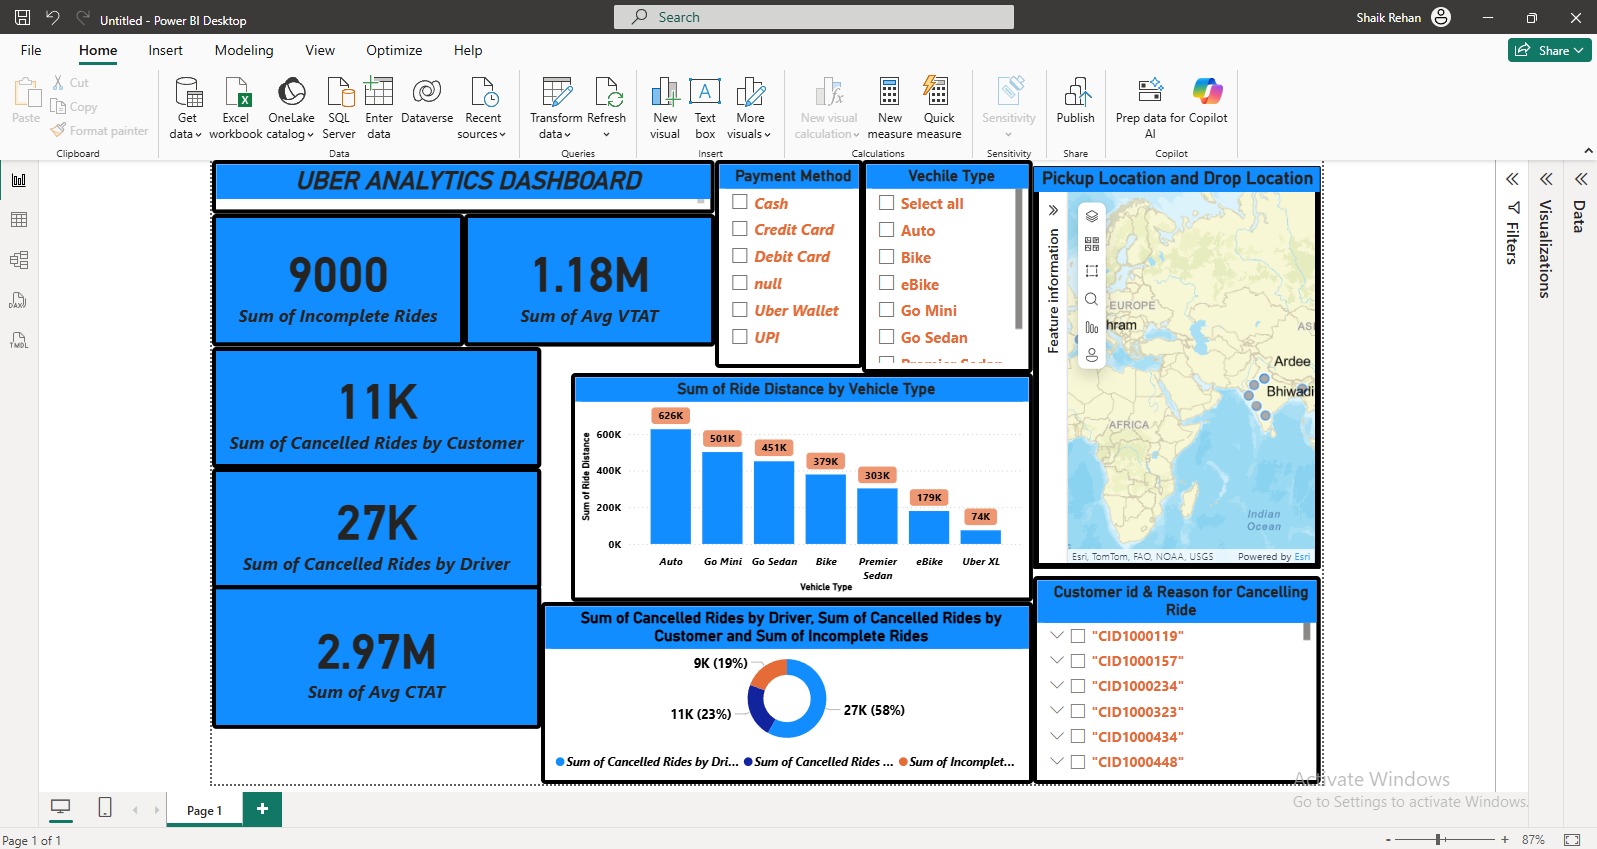 Untitled - Power BI Desktop
Search
Shaik Rehan
File
Home
Insert
Modeling
View
Optimize
Help
Share
Paste
Cut
Copy
Format painter
Clipboard
Get data
Excel workbook
OneLake catalog
SQL Server
Enter data
Dataverse
Recent sources
Data
Transform data
Refresh
Queries
New visual
Text box
More visuals
Insert
New visual calculation
New measure
Quick measure
Calculations
Sensitivity
Sensitivity
Publish
Share
Prep data for AI
Copilot
Copilot
DAX
TMDL
UBER ANALYTICS DASHBOARD
9000
Sum of Incomplete Rides
1.18M
Sum of Avg VTAT
11K
Sum of Cancelled Rides by Customer
27K
Sum of Cancelled Rides by Driver
2.97M
Sum of Avg CTAT
Payment Method
Cash
Credit Card
Debit Card
null
Uber Wallet
UPI
Vechile Type
Select all
Auto
Bike
eBike
Go Mini
Go Sedan
Premier Sedan
Pickup Location and Drop Location
Feature information
EUROPE
hram
ASI
Ardee
Bhiwadi
AFRICA
Indian
Ocean
Esri, TomTom, FAO, NOAA, USGS
Powered by Esri
Sum of Ride Distance by Vehicle Type
Sum of Ride Distance
600K
400K
200K
0K
626K
501K
451K
379K
303K
179K
74K
Auto
Go Mini
Go Sedan
Bike
Premier Sedan
eBike
Uber XL
Vehicle Type
Sum of Cancelled Rides by Driver, Sum of Cancelled Rides by
Customer and Sum of Incomplete Rides
9K (19%)
11K (23%)
27K (58%)
Sum of Cancelled Rides by Dri...
Sum of Cancelled Rides ...
Sum of Incomplet...
Customer id & Reason for Cancelling
Ride
"CID1000119"
"CID1000157"
"CID1000234"
"CID1000323"
"CID1000434"
"CID1000448"
Filters
Visualizations
Data
Activate Windows
Go to Settings to activate Windows.
Page 1
+
Page 1 of 1
- + 87%